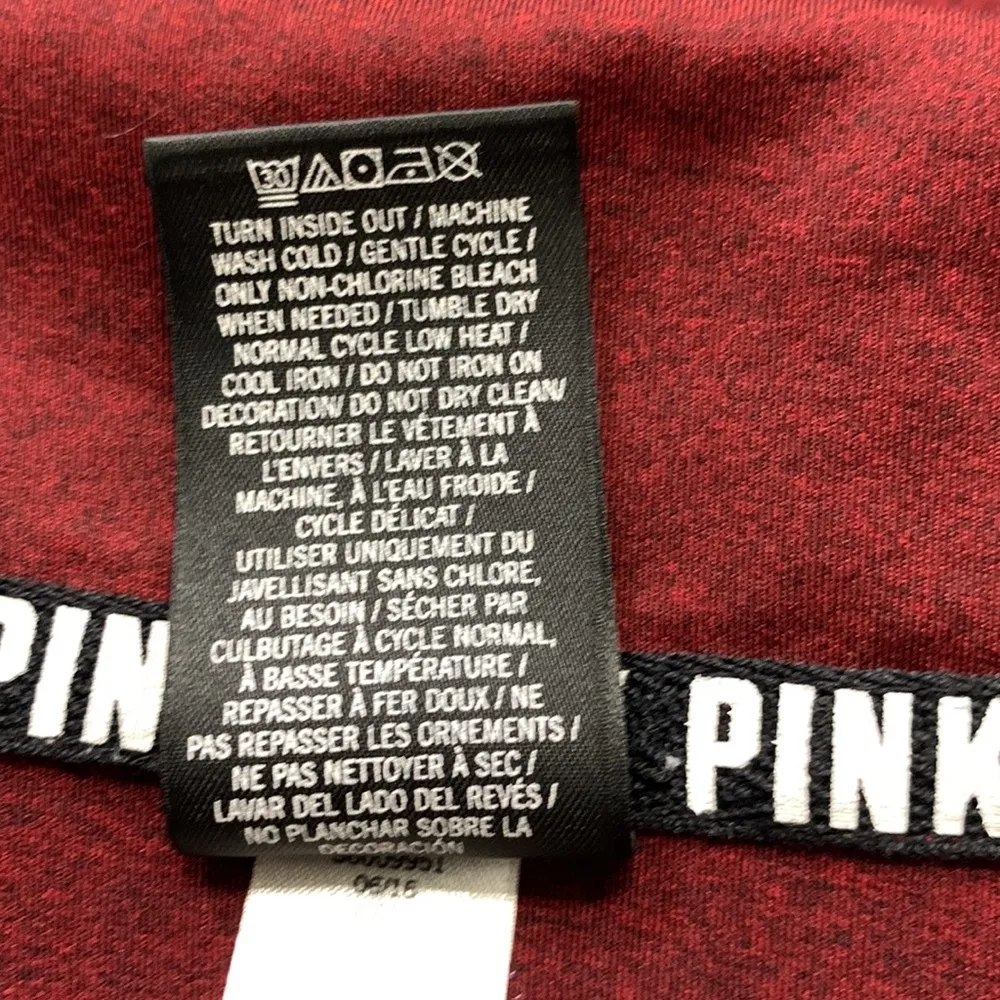 30
TURN INSIDE OUT / MACHINE
WASH COLD / GENTLE CYCLE /
ONLY NON-CHLORINE BLEACH
WHEN NEEDED / TUMBLE DRY
NORMAL CYCLE LOW HEAT /
COOL IRON / DO NOT IRON ON
DECORATION/ DO NOT DRY CLEAN/
RETOURNER LE VÊTEMENT À
L'ENVERS / LAVER À LA
MACHINE, À L'EAU FROIDE /
CYCLE DÉLICAT /
UTILISER UNIQUEMENT DU
JAVELLISANT SANS CHLORE,
AU BESOIN / SÉCHER PAR
CULBUTAGE À CYCLE NORMAL,
À BASSE TEMPÉRATURE /
REPASSER À FER DOUX / NE
PAS REPASSER LES ORNEMENTS /
NE PAS NETTOYER À SEC /
LAVAR DEL LADO DEL REVÉS /
NO PLANCHAR SOBRE LA
DECORACIÓN
06/16
PIN PINK